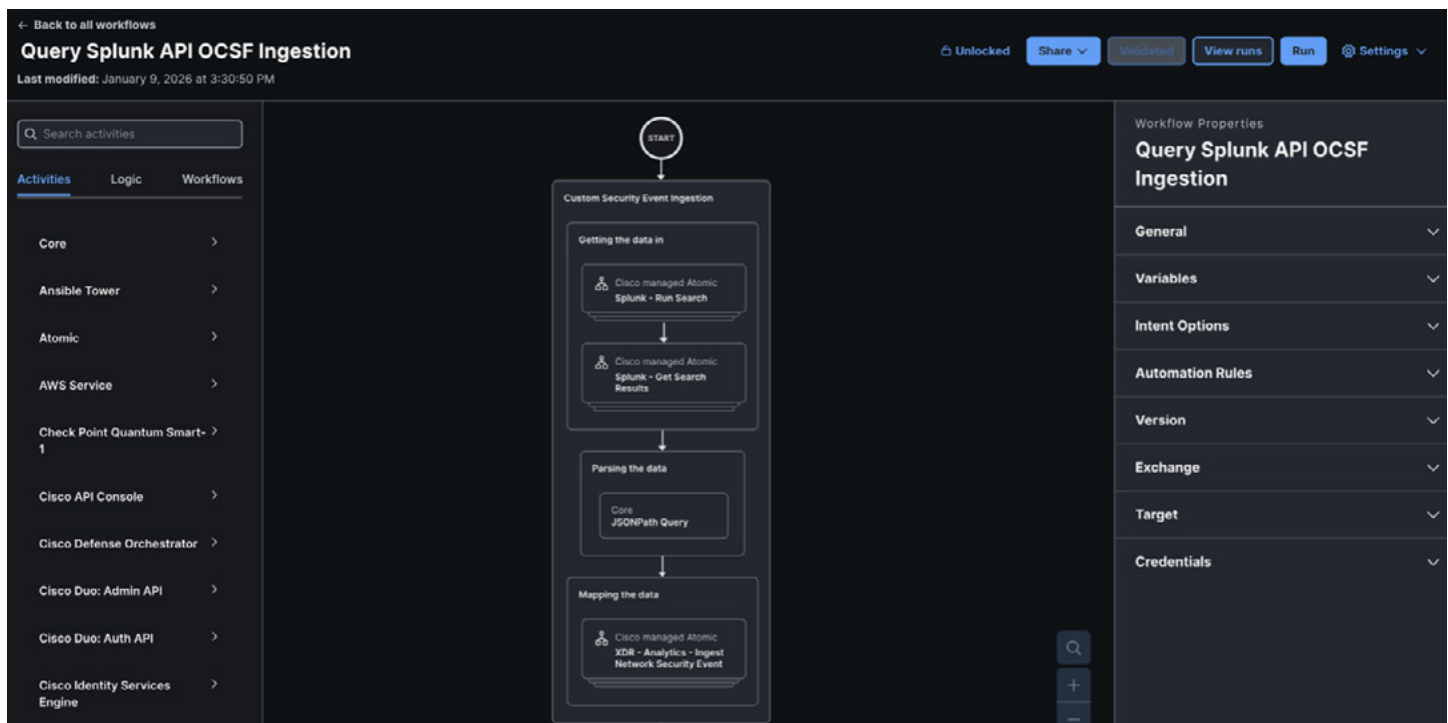 ← Back to all workflows
Query Splunk API OCSF Ingestion
Last modified: January 9, 2026 at 3:30:50 PM
Unlocked
Share
Validated
View runs
Run
Settings
Search activities
Activities
Logic
Workflows
Core
Ansible Tower
Atomic
AWS Service
Check Point Quantum Smart-
1
Cisco API Console
Cisco Defense Orchestrator
Cisco Duo: Admin API
Cisco Duo: Auth API
Cisco Identity Services
Engine
START
Custom Security Event Ingestion
Getting the data in
Cisco managed Atomic
Splunk - Run Search
Cisco managed Atomic
Splunk - Get Search
Results
Parsing the data
Core
JSONPath Query
Mapping the data
Cisco managed Atomic
XDR - Analytics - Ingest
Network Security Event
Workflow Properties
Query Splunk API OCSF
Ingestion
General
Variables
Intent Options
Automation Rules
Version
Exchange
Target
Credentials